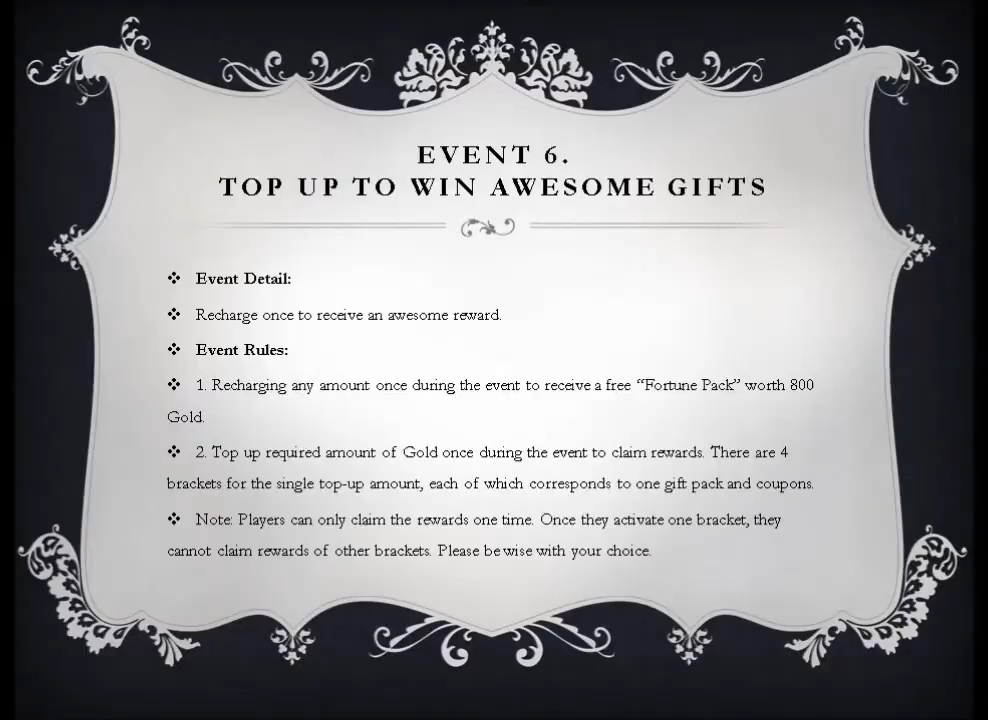 EVENT 6.
TOP UP TO WIN AWESOME GIFTS
❖ Event Detail:
❖ Recharge once to receive an awesome reward.
❖ Event Rules:
❖ 1. Recharging any amount once during the event to receive a free “Fortune Pack” worth 800
Gold.
❖ 2. Top up required amount of Gold once during the event to claim rewards. There are 4
brackets for the single top-up amount, each of which corresponds to one gift pack and coupons.
❖ Note: Players can only claim the rewards one time. Once they activate one bracket, they
cannot claim rewards of other brackets. Please be wise with your choice.